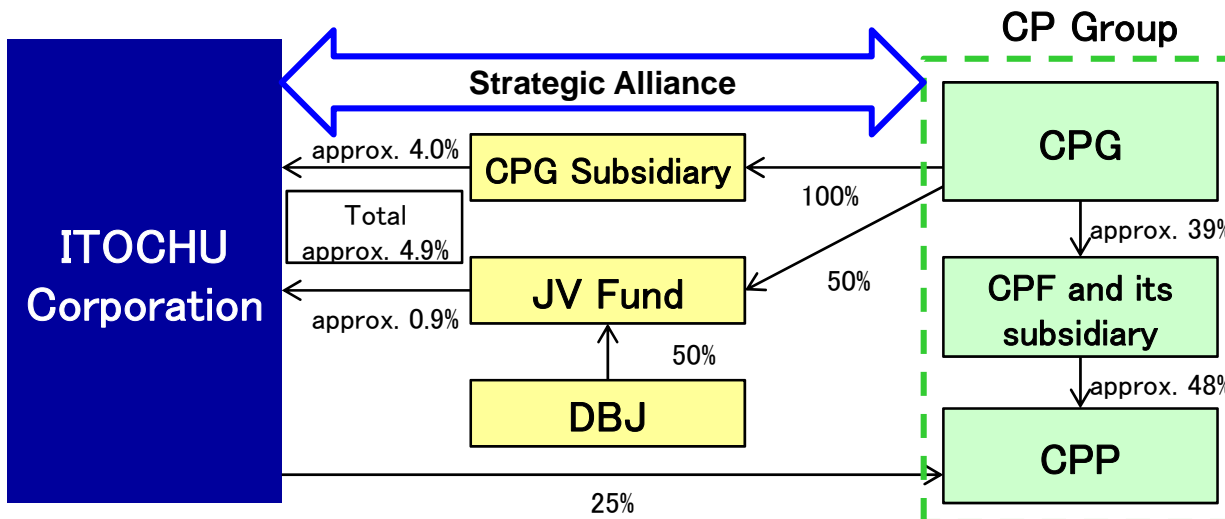 CP Group
Strategic Alliance
CPG
approx. 4.0%
CPG Subsidiary
100%
Total
approx. 4.9%
approx. 39%
ITOCHU
Corporation
JV Fund
50%
CPF and its
subsidiary
approx. 0.9%
50%
approx. 48%
DBJ
CPP
25%